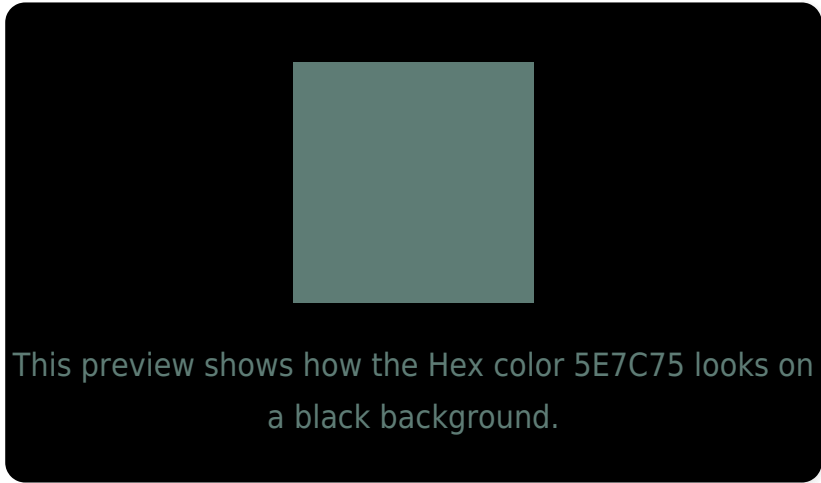 This preview shows how the Hex color 5E7C75 looks on
a black background.